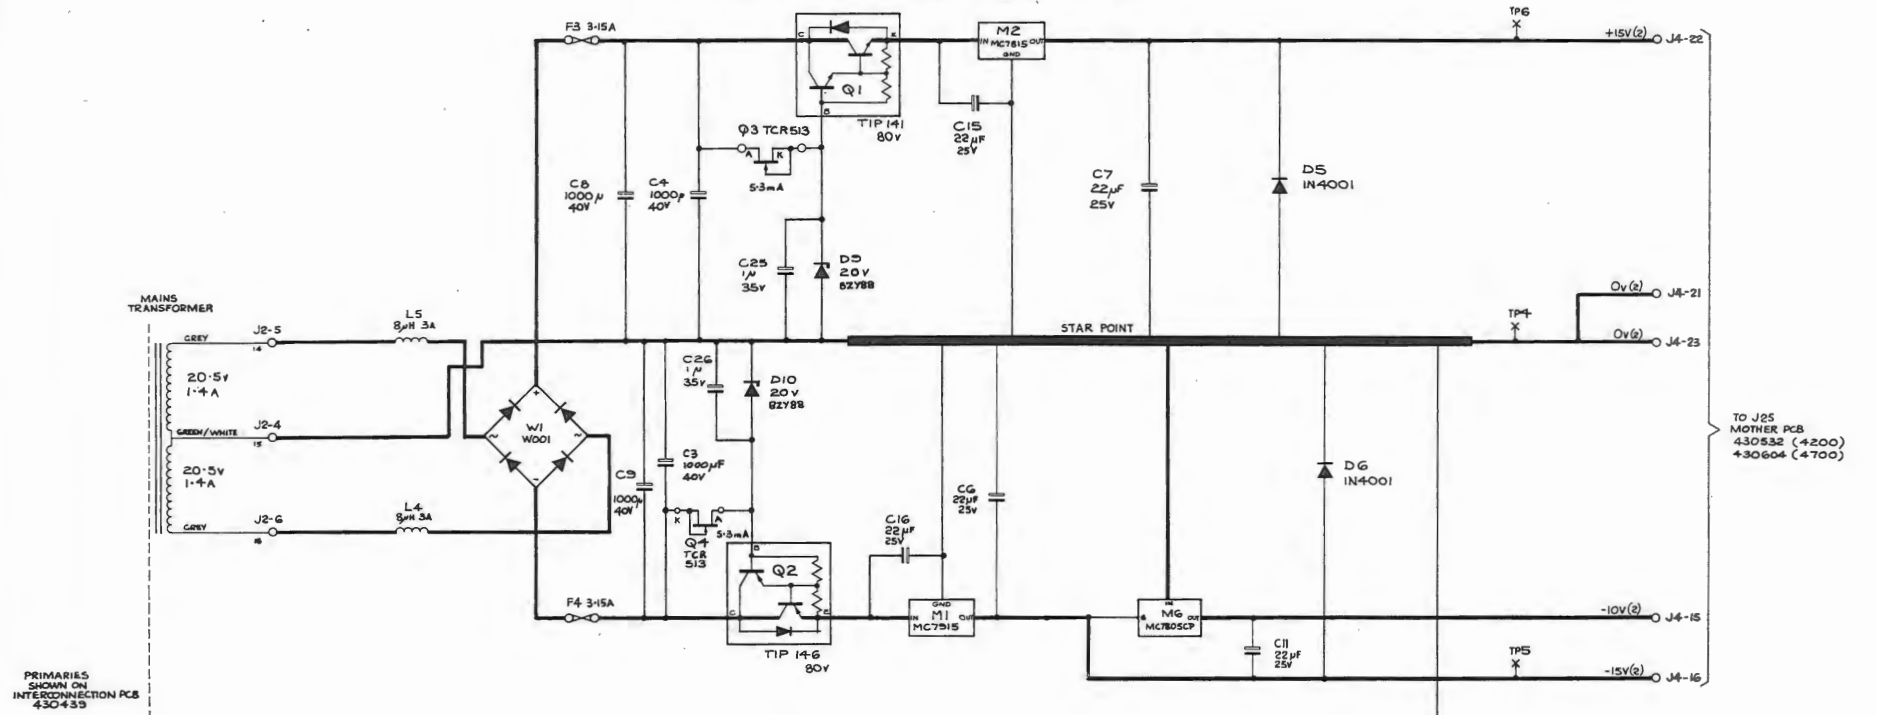 F3 3·15A
C
E
Q1
B
TIP 141
80V
M2
IN MC7815 OUT
GND
TP6
+15V(2)
J4-22
Q3 TCR513
A
K
5·3mA
C15
22µF
25V
C8
1000µ
40V
C4
1000µ
40V
C7
22µF
25V
D5
1N4001
C25
1µ
35V
D9
20V
BZY88
MAINS
TRANSFORMER
GREY
J2-5
14
L5
8µH 3A
STAR POINT
TP4
0V(2)
J4-21
0V(2)
J4-23
20·5V
1·4A
GREEN/WHITE
J2-4
15
20·5V
1·4A
GREY
J2-6
16
L4
8µH 3A
+
~
W1
W001
~
-
C26
1µ
35V
D10
20V
BZY88
C9
1000µ
40V
C3
1000µF
40V
K
A
5·3mA
Q4
TCR
513
B
Q2
C
E
TIP 146
80V
C16
22µF
25V
C6
22µF
25V
GND
M1
IN
OUT
MC7915
IN
M6
OUT
MC7805CP
C11
22µF
25V
D6
1N4001
TP5
-10V(2)
J4-15
-15V(2)
J4-16
F4 3·15A
TO J25
MOTHER PCB
430532 (4200)
430604 (4700)
PRIMARIES
SHOWN ON
INTERCONNECTION PCB
430439